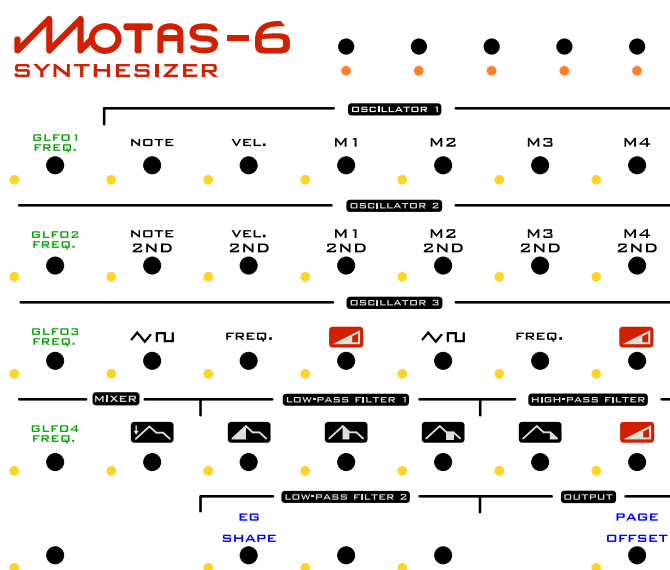 MOTAS-6
SYNTHESIZER
OSCILLATOR 1
GLFO1
FREQ.
NOTE
VEL.
M1
M2
M3
M4
OSCILLATOR 2
GLFO2
FREQ.
NOTE
2ND
VEL.
2ND
M1
2ND
M2
2ND
M3
2ND
M4
2ND
OSCILLATOR 3
GLFO3
FREQ.
FREQ.
FREQ.
MIXER
LOW-PASS FILTER 1
HIGH-PASS FILTER
GLFO4
FREQ.
LOW-PASS FILTER 2
OUTPUT
EG
SHAPE
PAGE
OFFSET